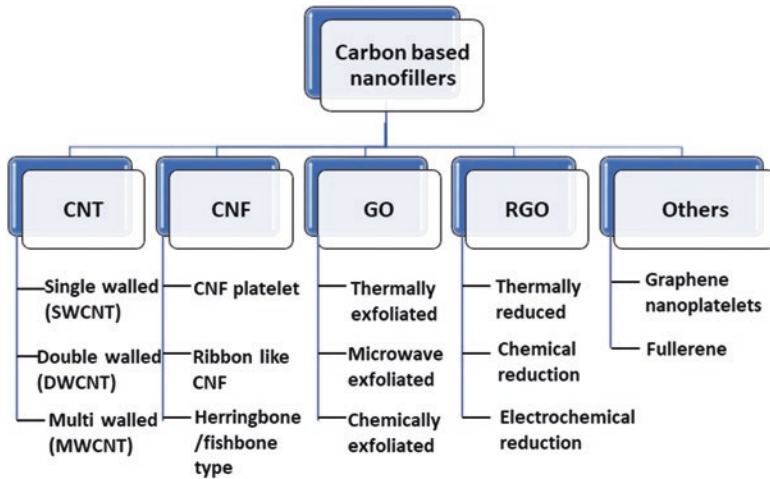 Carbon based
nanofillers
CNT
CNF
GO
RGO
Others
Single walled
(SWCNT)
Double walled
(DWCNT)
Multi walled
(MWCNT)
CNF platelet
Ribbon like
CNF
Herringbone
/fishbone
type
Thermally
exfoliated
Microwave
exfoliated
Chemically
exfoliated
Thermally
reduced
Chemical
reduction
Electrochemical
reduction
Graphene
nanoplatelets
Fullerene